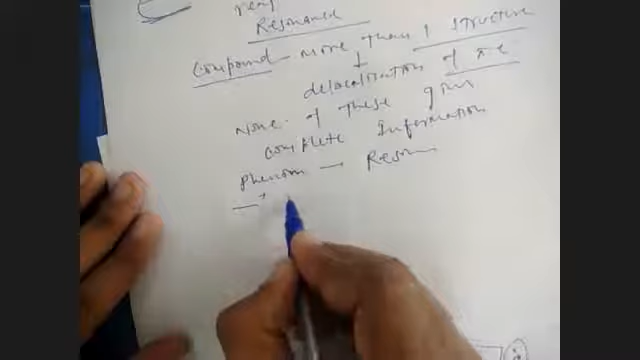 Resonance
Compound - more than 1 structure
↓
delocalisation of π e
None of these give
complete information
Phenom — Reson